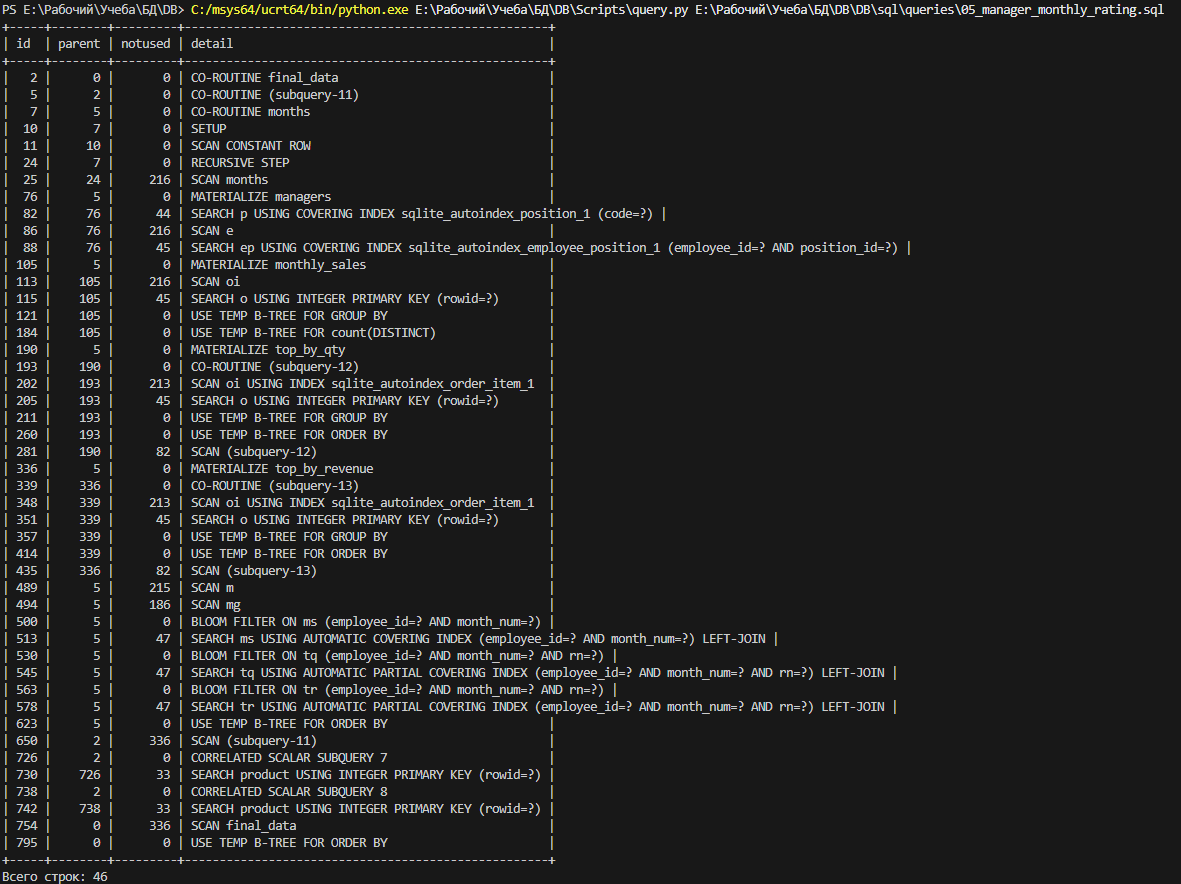 PS E:\Рабочий\Учеба\БД\DB> C:/msys64/ucrt64/bin/python.exe E:\Рабочий\Учеба\БД\DB\Scripts\query.py E:\Рабочий\Учеба\БД\DB\DB\sql\queries\05_manager_monthly_rating.sql
+-----+--------+---------+----------------------------------------------------+
| id | parent | notused | detail |
+-----+--------+---------+----------------------------------------------------+
| 2 | 0 | 0 | CO-ROUTINE final_data |
| 5 | 2 | 0 | CO-ROUTINE (subquery-11) |
| 7 | 5 | 0 | CO-ROUTINE months |
| 10 | 7 | 0 | SETUP |
| 11 | 10 | 0 | SCAN CONSTANT ROW |
| 24 | 7 | 0 | RECURSIVE STEP |
| 25 | 24 | 216 | SCAN months |
| 76 | 5 | 0 | MATERIALIZE managers |
| 82 | 76 | 44 | SEARCH p USING COVERING INDEX sqlite_autoindex_position_1 (code=?) |
| 86 | 76 | 216 | SCAN e |
| 88 | 76 | 45 | SEARCH ep USING COVERING INDEX sqlite_autoindex_employee_position_1 (employee_id=? AND position_id=?) |
| 105 | 5 | 0 | MATERIALIZE monthly_sales |
| 113 | 105 | 216 | SCAN oi |
| 115 | 105 | 45 | SEARCH o USING INTEGER PRIMARY KEY (rowid=?) |
| 121 | 105 | 0 | USE TEMP B-TREE FOR GROUP BY |
| 184 | 105 | 0 | USE TEMP B-TREE FOR count(DISTINCT) |
| 190 | 5 | 0 | MATERIALIZE top_by_qty |
| 193 | 190 | 0 | CO-ROUTINE (subquery-12) |
| 202 | 193 | 213 | SCAN oi USING INDEX sqlite_autoindex_order_item_1 |
| 205 | 193 | 45 | SEARCH o USING INTEGER PRIMARY KEY (rowid=?) |
| 211 | 193 | 0 | USE TEMP B-TREE FOR GROUP BY |
| 260 | 193 | 0 | USE TEMP B-TREE FOR ORDER BY |
| 281 | 190 | 82 | SCAN (subquery-12) |
| 336 | 5 | 0 | MATERIALIZE top_by_revenue |
| 339 | 336 | 0 | CO-ROUTINE (subquery-13) |
| 348 | 339 | 213 | SCAN oi USING INDEX sqlite_autoindex_order_item_1 |
| 351 | 339 | 45 | SEARCH o USING INTEGER PRIMARY KEY (rowid=?) |
| 357 | 339 | 0 | USE TEMP B-TREE FOR GROUP BY |
| 414 | 339 | 0 | USE TEMP B-TREE FOR ORDER BY |
| 435 | 336 | 82 | SCAN (subquery-13) |
| 489 | 5 | 215 | SCAN m |
| 494 | 5 | 186 | SCAN mg |
| 500 | 5 | 0 | BLOOM FILTER ON ms (employee_id=? AND month_num=?) |
| 513 | 5 | 47 | SEARCH ms USING AUTOMATIC COVERING INDEX (employee_id=? AND month_num=?) LEFT-JOIN |
| 530 | 5 | 0 | BLOOM FILTER ON tq (employee_id=? AND month_num=? AND rn=?) |
| 545 | 5 | 47 | SEARCH tq USING AUTOMATIC PARTIAL COVERING INDEX (employee_id=? AND month_num=? AND rn=?) LEFT-JOIN |
| 563 | 5 | 0 | BLOOM FILTER ON tr (employee_id=? AND month_num=? AND rn=?) |
| 578 | 5 | 47 | SEARCH tr USING AUTOMATIC PARTIAL COVERING INDEX (employee_id=? AND month_num=? AND rn=?) LEFT-JOIN |
| 623 | 5 | 0 | USE TEMP B-TREE FOR ORDER BY |
| 650 | 2 | 336 | SCAN (subquery-11) |
| 726 | 2 | 0 | CORRELATED SCALAR SUBQUERY 7 |
| 730 | 726 | 33 | SEARCH product USING INTEGER PRIMARY KEY (rowid=?) |
| 738 | 2 | 0 | CORRELATED SCALAR SUBQUERY 8 |
| 742 | 738 | 33 | SEARCH product USING INTEGER PRIMARY KEY (rowid=?) |
| 754 | 0 | 336 | SCAN final_data |
| 795 | 0 | 0 | USE TEMP B-TREE FOR ORDER BY |
+-----+--------+---------+----------------------------------------------------+
Всего строк: 46